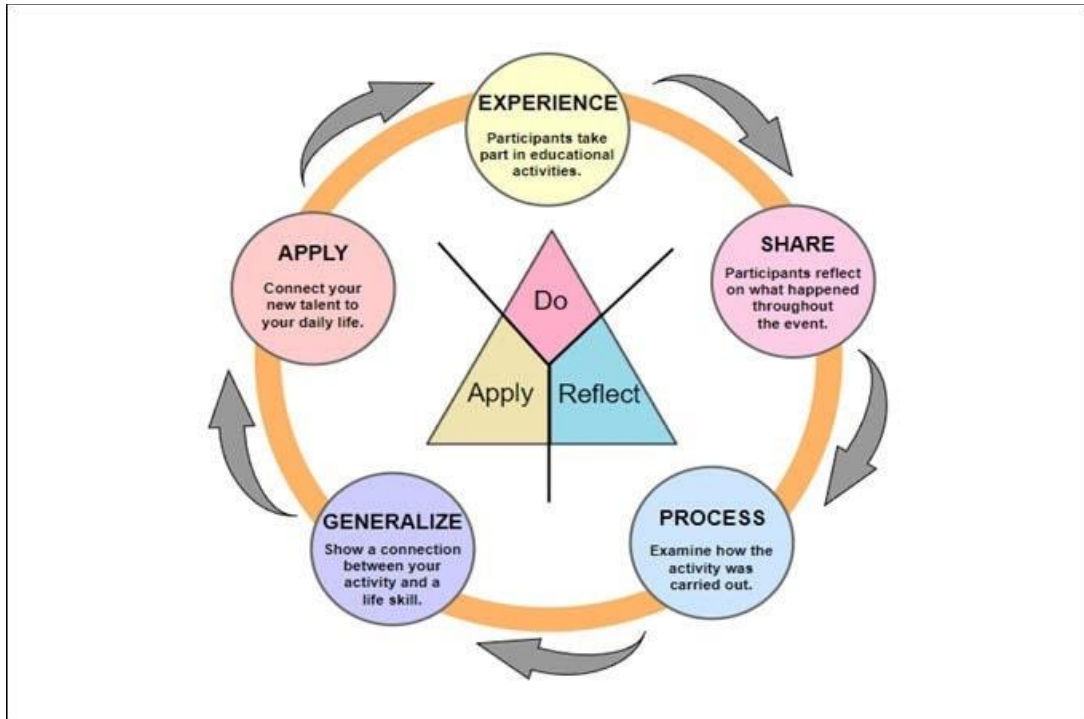 EXPERIENCE
Participants take
part in educational
activities.
SHARE
Participants reflect
on what happened
throughout
the event.
PROCESS
Examine how the
activity was
carried out.
GENERALIZE
Show a connection
between your
activity and a
life skill.
APPLY
Connect your
new talent to
your daily life.
Do
Apply
Reflect